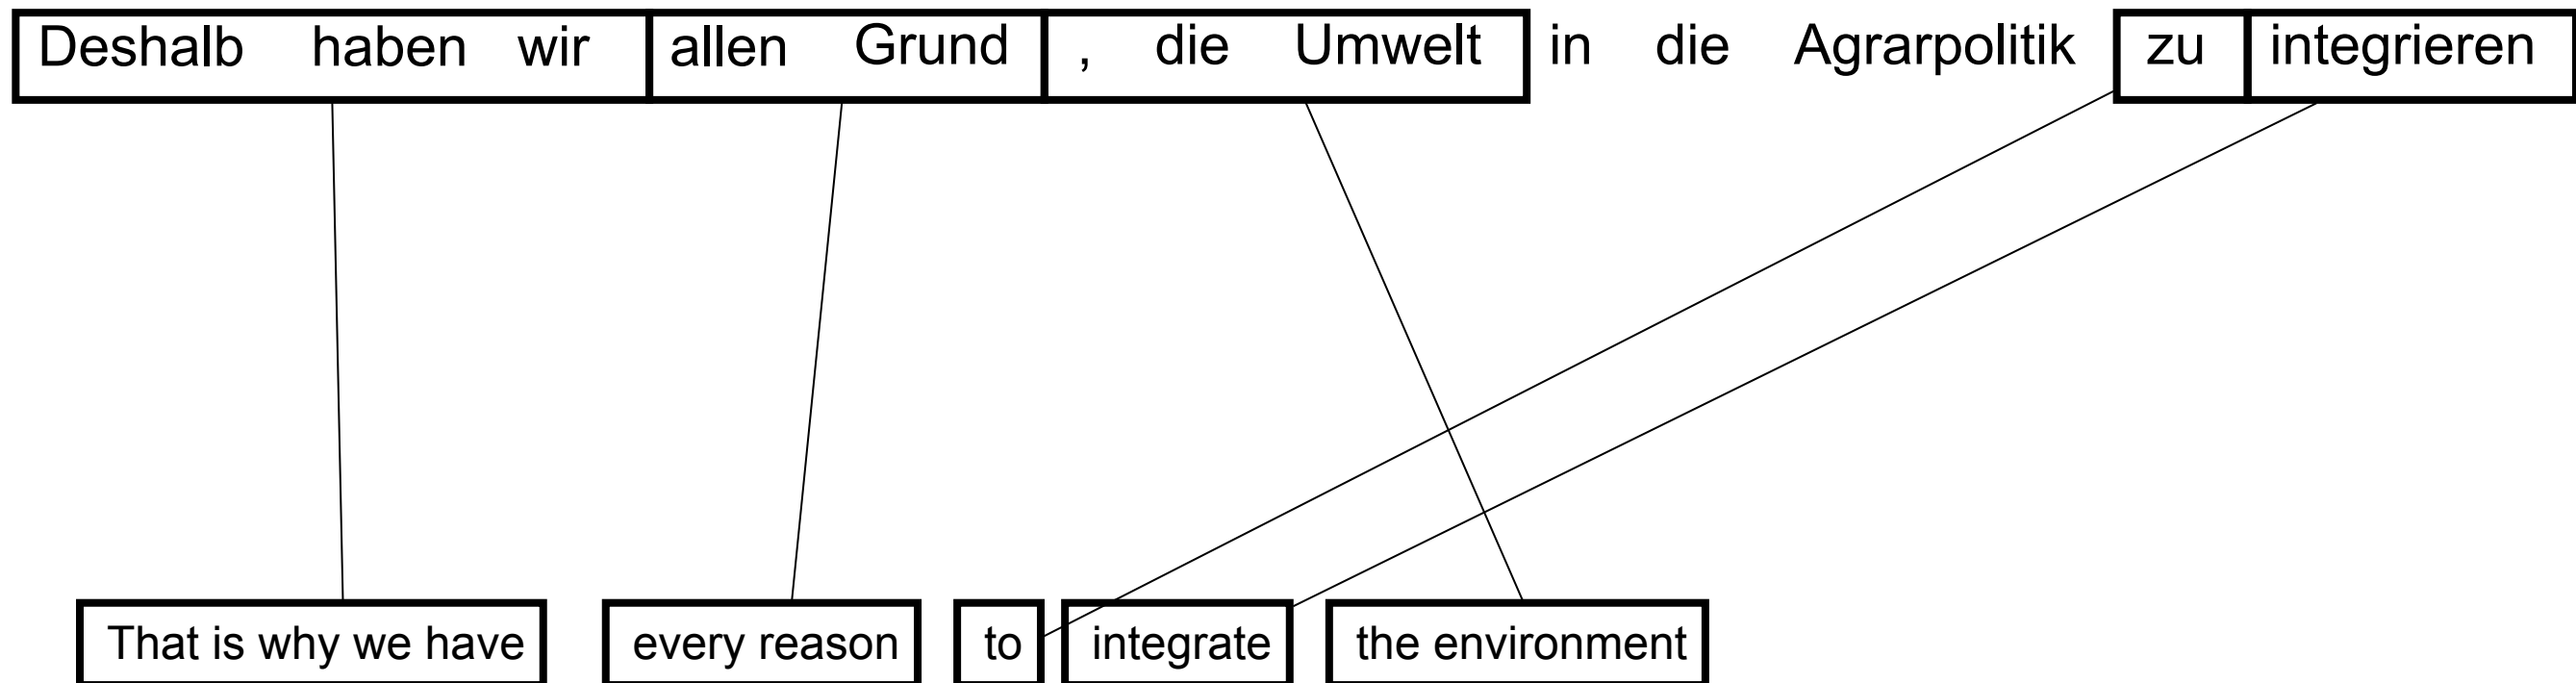 Deshalb haben wir allen Grund , die Umwelt in die Agrarpolitik zu integrieren
That is why we have every reason to integrate the environment